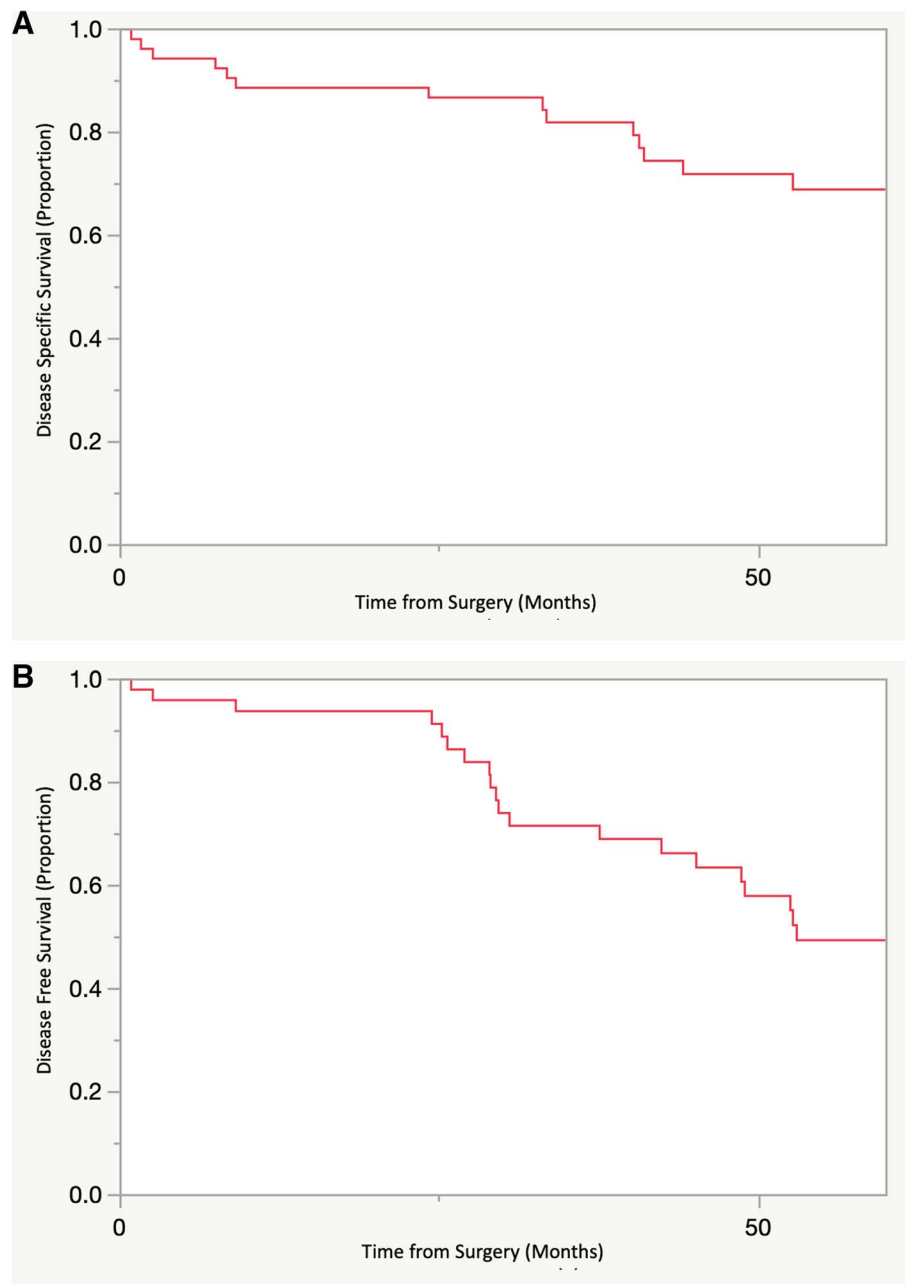 A
1.0
0.8
0.6
0.4
0.2
0.0
Disease Specific Survival (Proportion)
0
50
Time from Surgery (Months)
B
1.0
0.8
0.6
0.4
0.2
0.0
Disease Free Survival (Proportion)
0
50
Time from Surgery (Months)